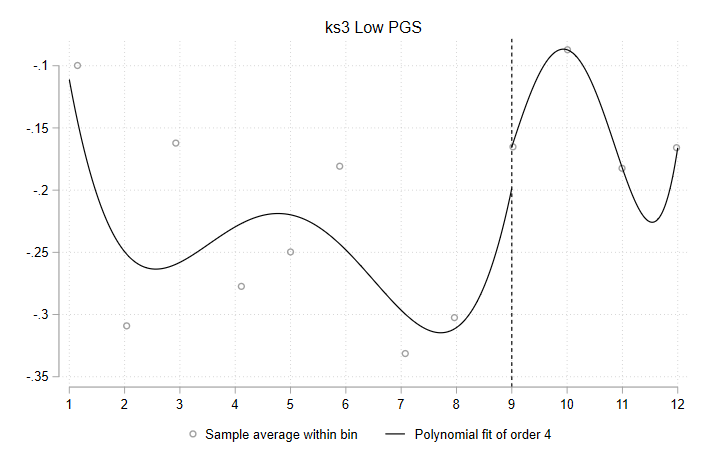 ks3 Low PGS
-.1
-.15
-.2
-.25
-.3
-.35
1 2 3 4 5 6 7 8 9 10 11 12
Sample average within bin Polynomial fit of order 4